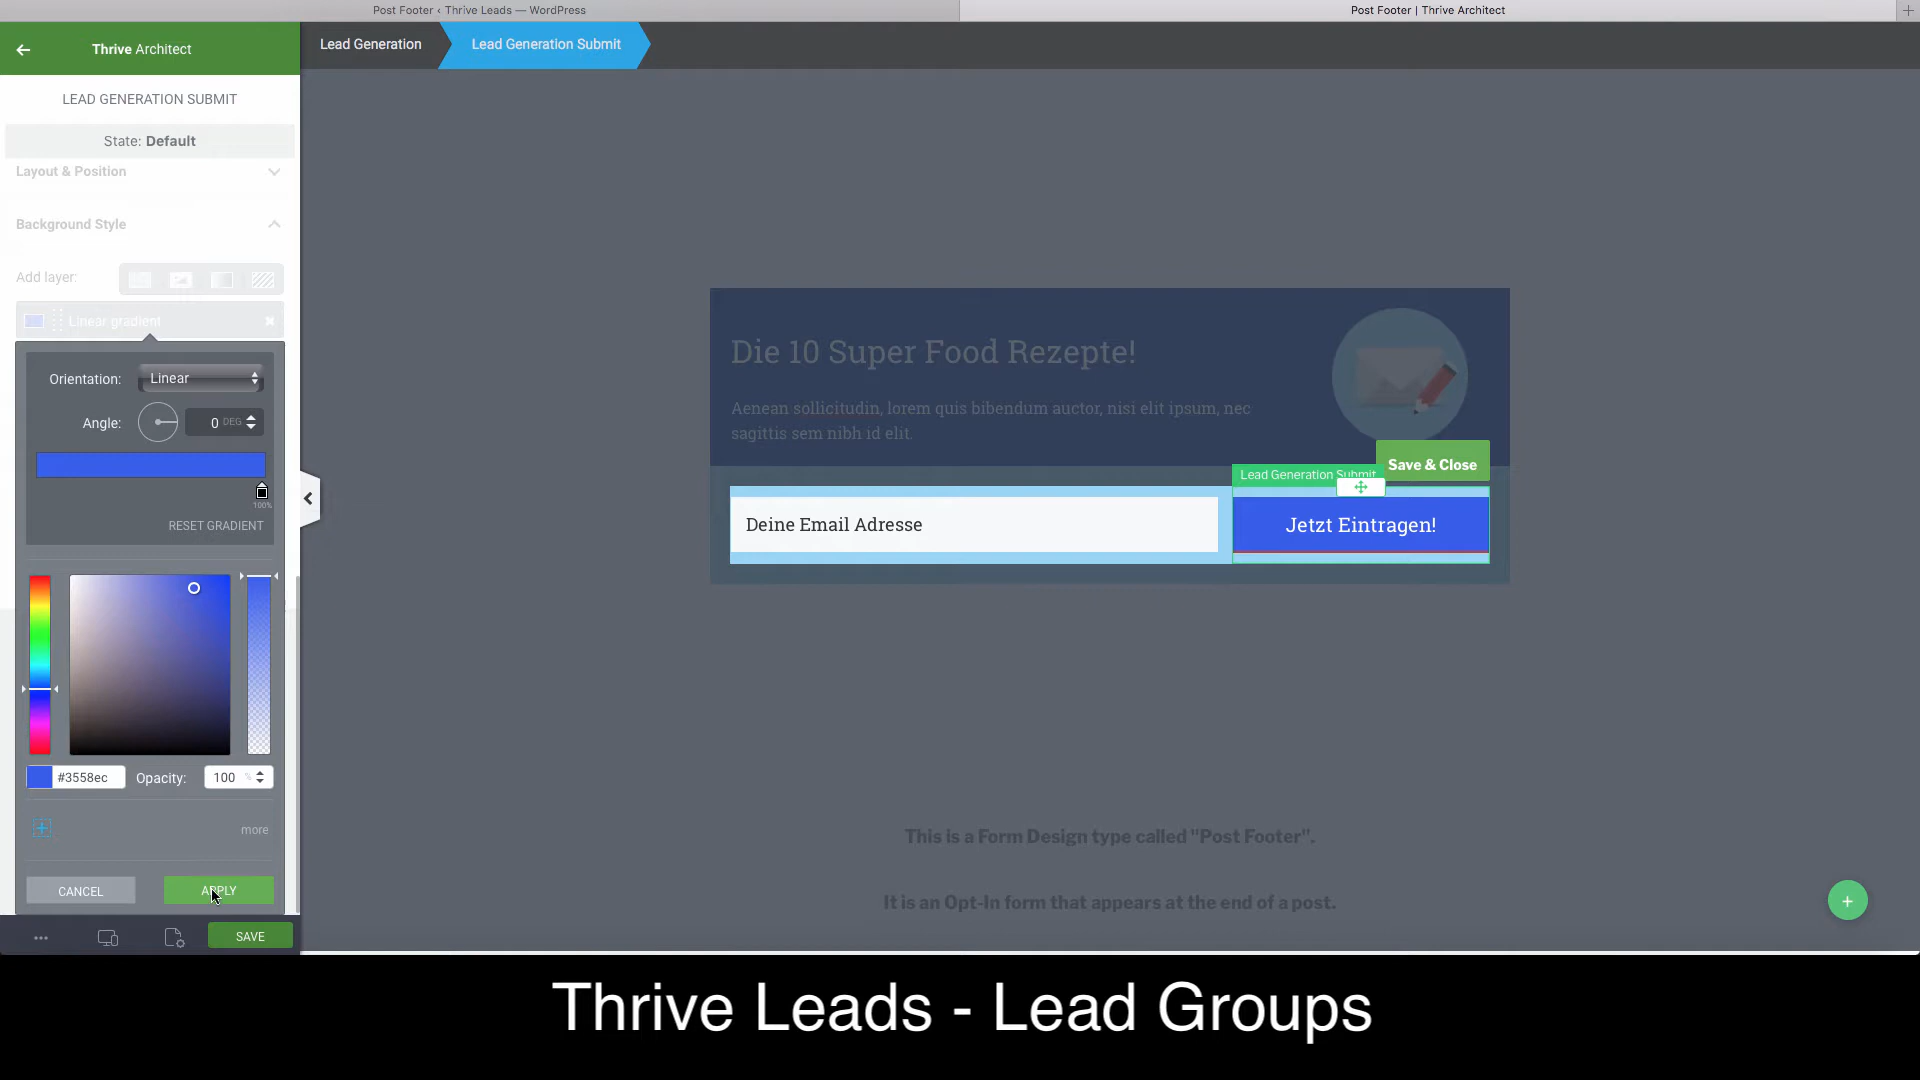 Post Footer ‹ Thrive Leads — WordPress
Post Footer | Thrive Architect
Thrive Architect
Lead Generation
Lead Generation Submit
LEAD GENERATION SUBMIT
State: Default
Layout & Position
Background Style
Add layer:
Linear gradient
Orientation: Linear
Angle: 0 DEG
100%
RESET GRADIENT
#3558ec Opacity: 100 %
more
CANCEL APPLY
SAVE
Die 10 Super Food Rezepte!
Aenean sollicitudin, lorem quis bibendum auctor, nisi elit ipsum, nec
sagittis sem nibh id elit.
Save & Close
Lead Generation Submit
Deine Email Adresse
Jetzt Eintragen!
This is a Form Design type called "Post Footer".
It is an Opt-In form that appears at the end of a post.
Thrive Leads - Lead Groups